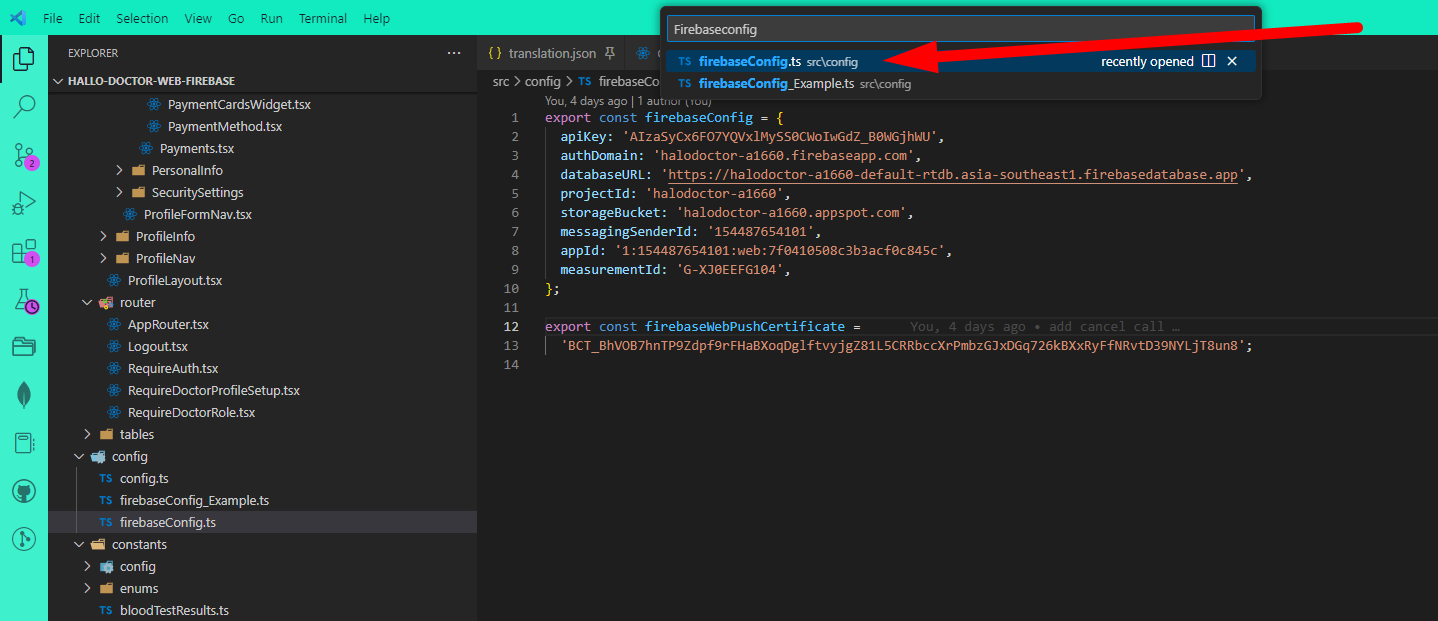 File Edit Selection View Go Run Terminal Help
Firebaseconfig
TS firebaseConfig.ts src\config recently opened
TS firebaseConfig_Example.ts src\config
EXPLORER
HALLO-DOCTOR-WEB-FIREBASE
PaymentCardsWidget.tsx
PaymentMethod.tsx
Payments.tsx
PersonalInfo
SecuritySettings
ProfileFormNav.tsx
ProfileInfo
ProfileNav
ProfileLayout.tsx
router
AppRouter.tsx
Logout.tsx
RequireAuth.tsx
RequireDoctorProfileSetup.tsx
RequireDoctorRole.tsx
tables
config
TS config.ts
TS firebaseConfig_Example.ts
TS firebaseConfig.ts
constants
config
enums
TS bloodTestResults.ts
2
1
{} translation.json
src > config > TS firebaseCo
You, 4 days ago | 1 author (You)
1 export const firebaseConfig = {
2 apiKey: 'AIzaSyCx6FO7YQVxlMySS0CWoIwGdZ_B0WGjhWU',
3 authDomain: 'halodoctor-a1660.firebaseapp.com',
4 databaseURL: 'https://halodoctor-a1660-default-rtdb.asia-southeast1.firebasedatabase.app',
5 projectId: 'halodoctor-a1660',
6 storageBucket: 'halodoctor-a1660.appspot.com',
7 messagingSenderId: '154487654101',
8 appId: '1:154487654101:web:7f0410508c3b3acf0c845c',
9 measurementId: 'G-XJ0EEFG104',
10 };
11
12 export const firebaseWebPushCertificate = You, 4 days ago • add cancel call …
13 'BCT_BhVOB7hnTP9Zdpf9rFHaBXoqDglftvyjgZ81L5CRRbccXrPmbzGJxDGq726kBXxRyFfNRvtD39NYLjT8un8';
14